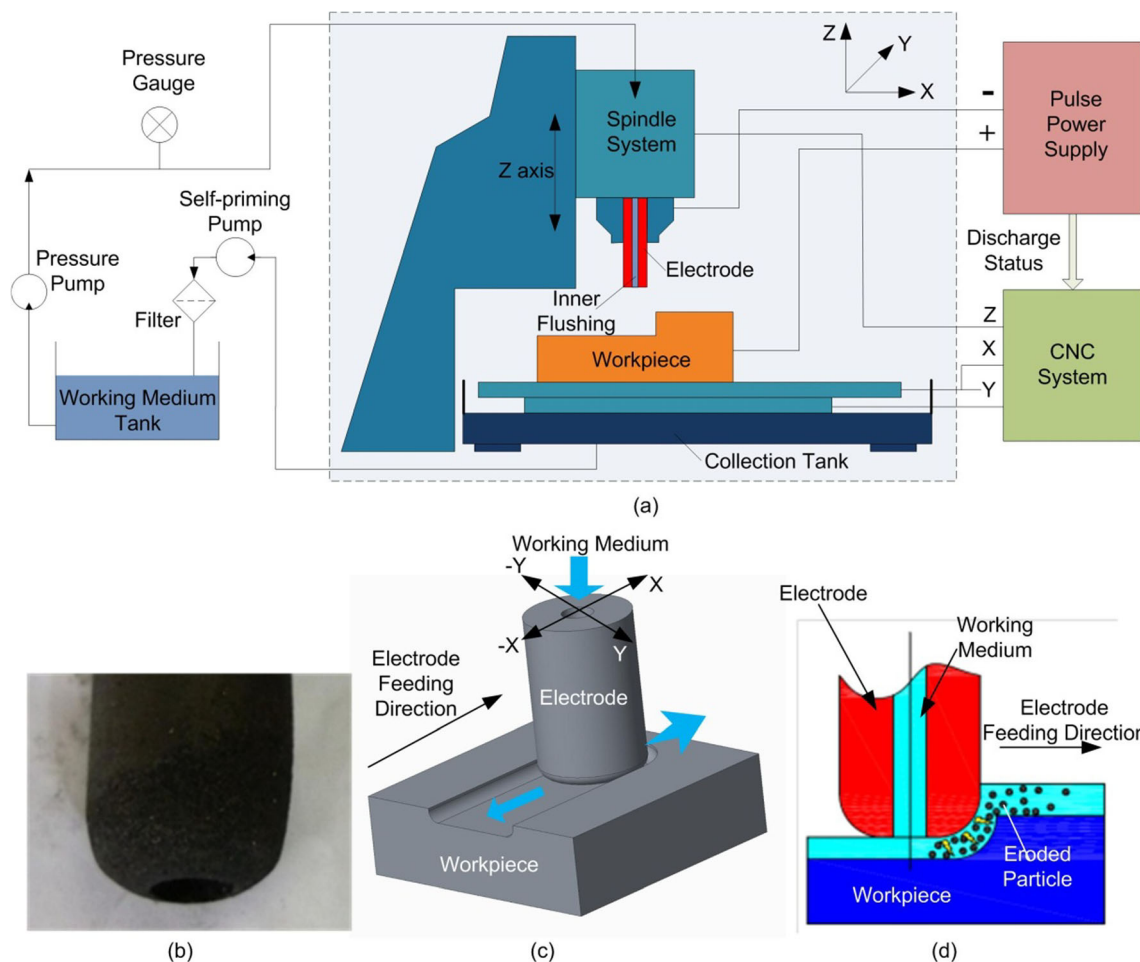 Pressure
Gauge
Self-priming
Pump
Pressure
Pump
Filter
Working Medium
Tank
Z axis
Spindle
System
Electrode
Inner
Flushing
Workpiece
Collection Tank
Z
Y
X
-
+
Pulse
Power
Supply
Discharge
Status
Z
X
Y
CNC
System
(a)
(b)
Working Medium
-Y
X
-X
Y
Electrode
Feeding
Direction
Electrode
Workpiece
(c)
Electrode
Working
Medium
Electrode
Feeding Direction
Eroded
Particle
Workpiece
(d)